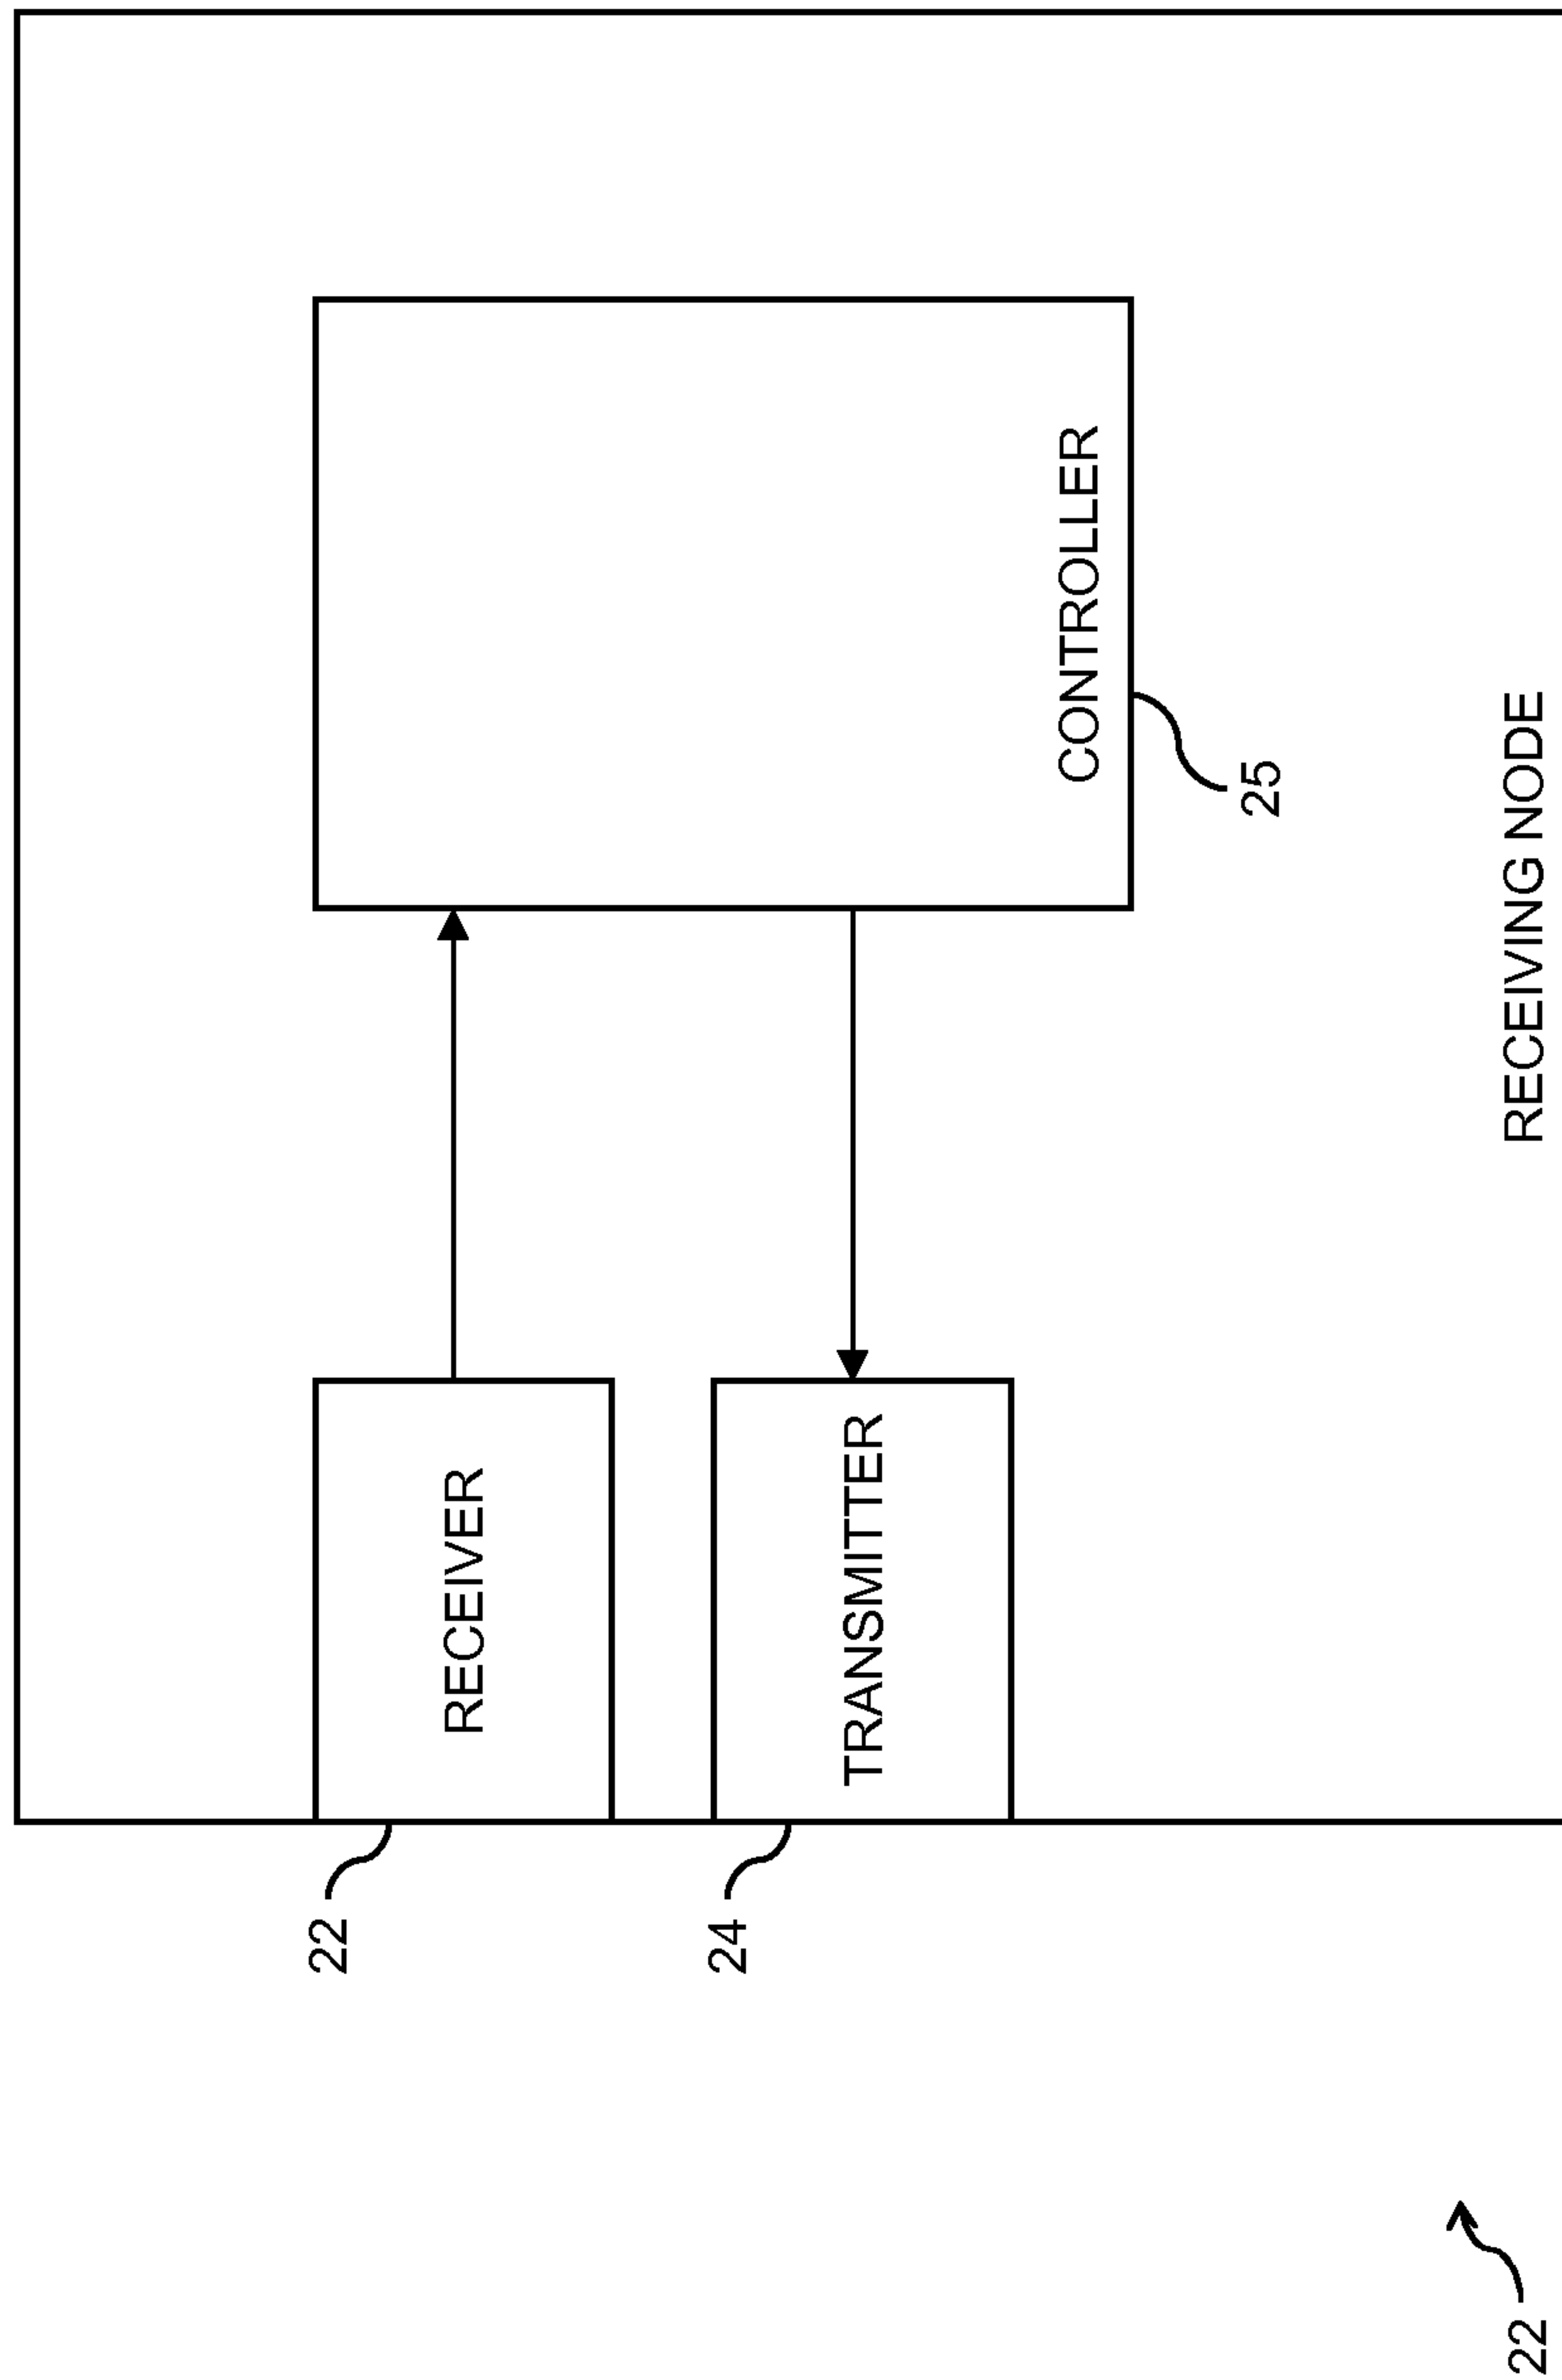 22
RECEIVER
24
TRANSMITTER
CONTROLLER
25
RECEIVING NODE
22